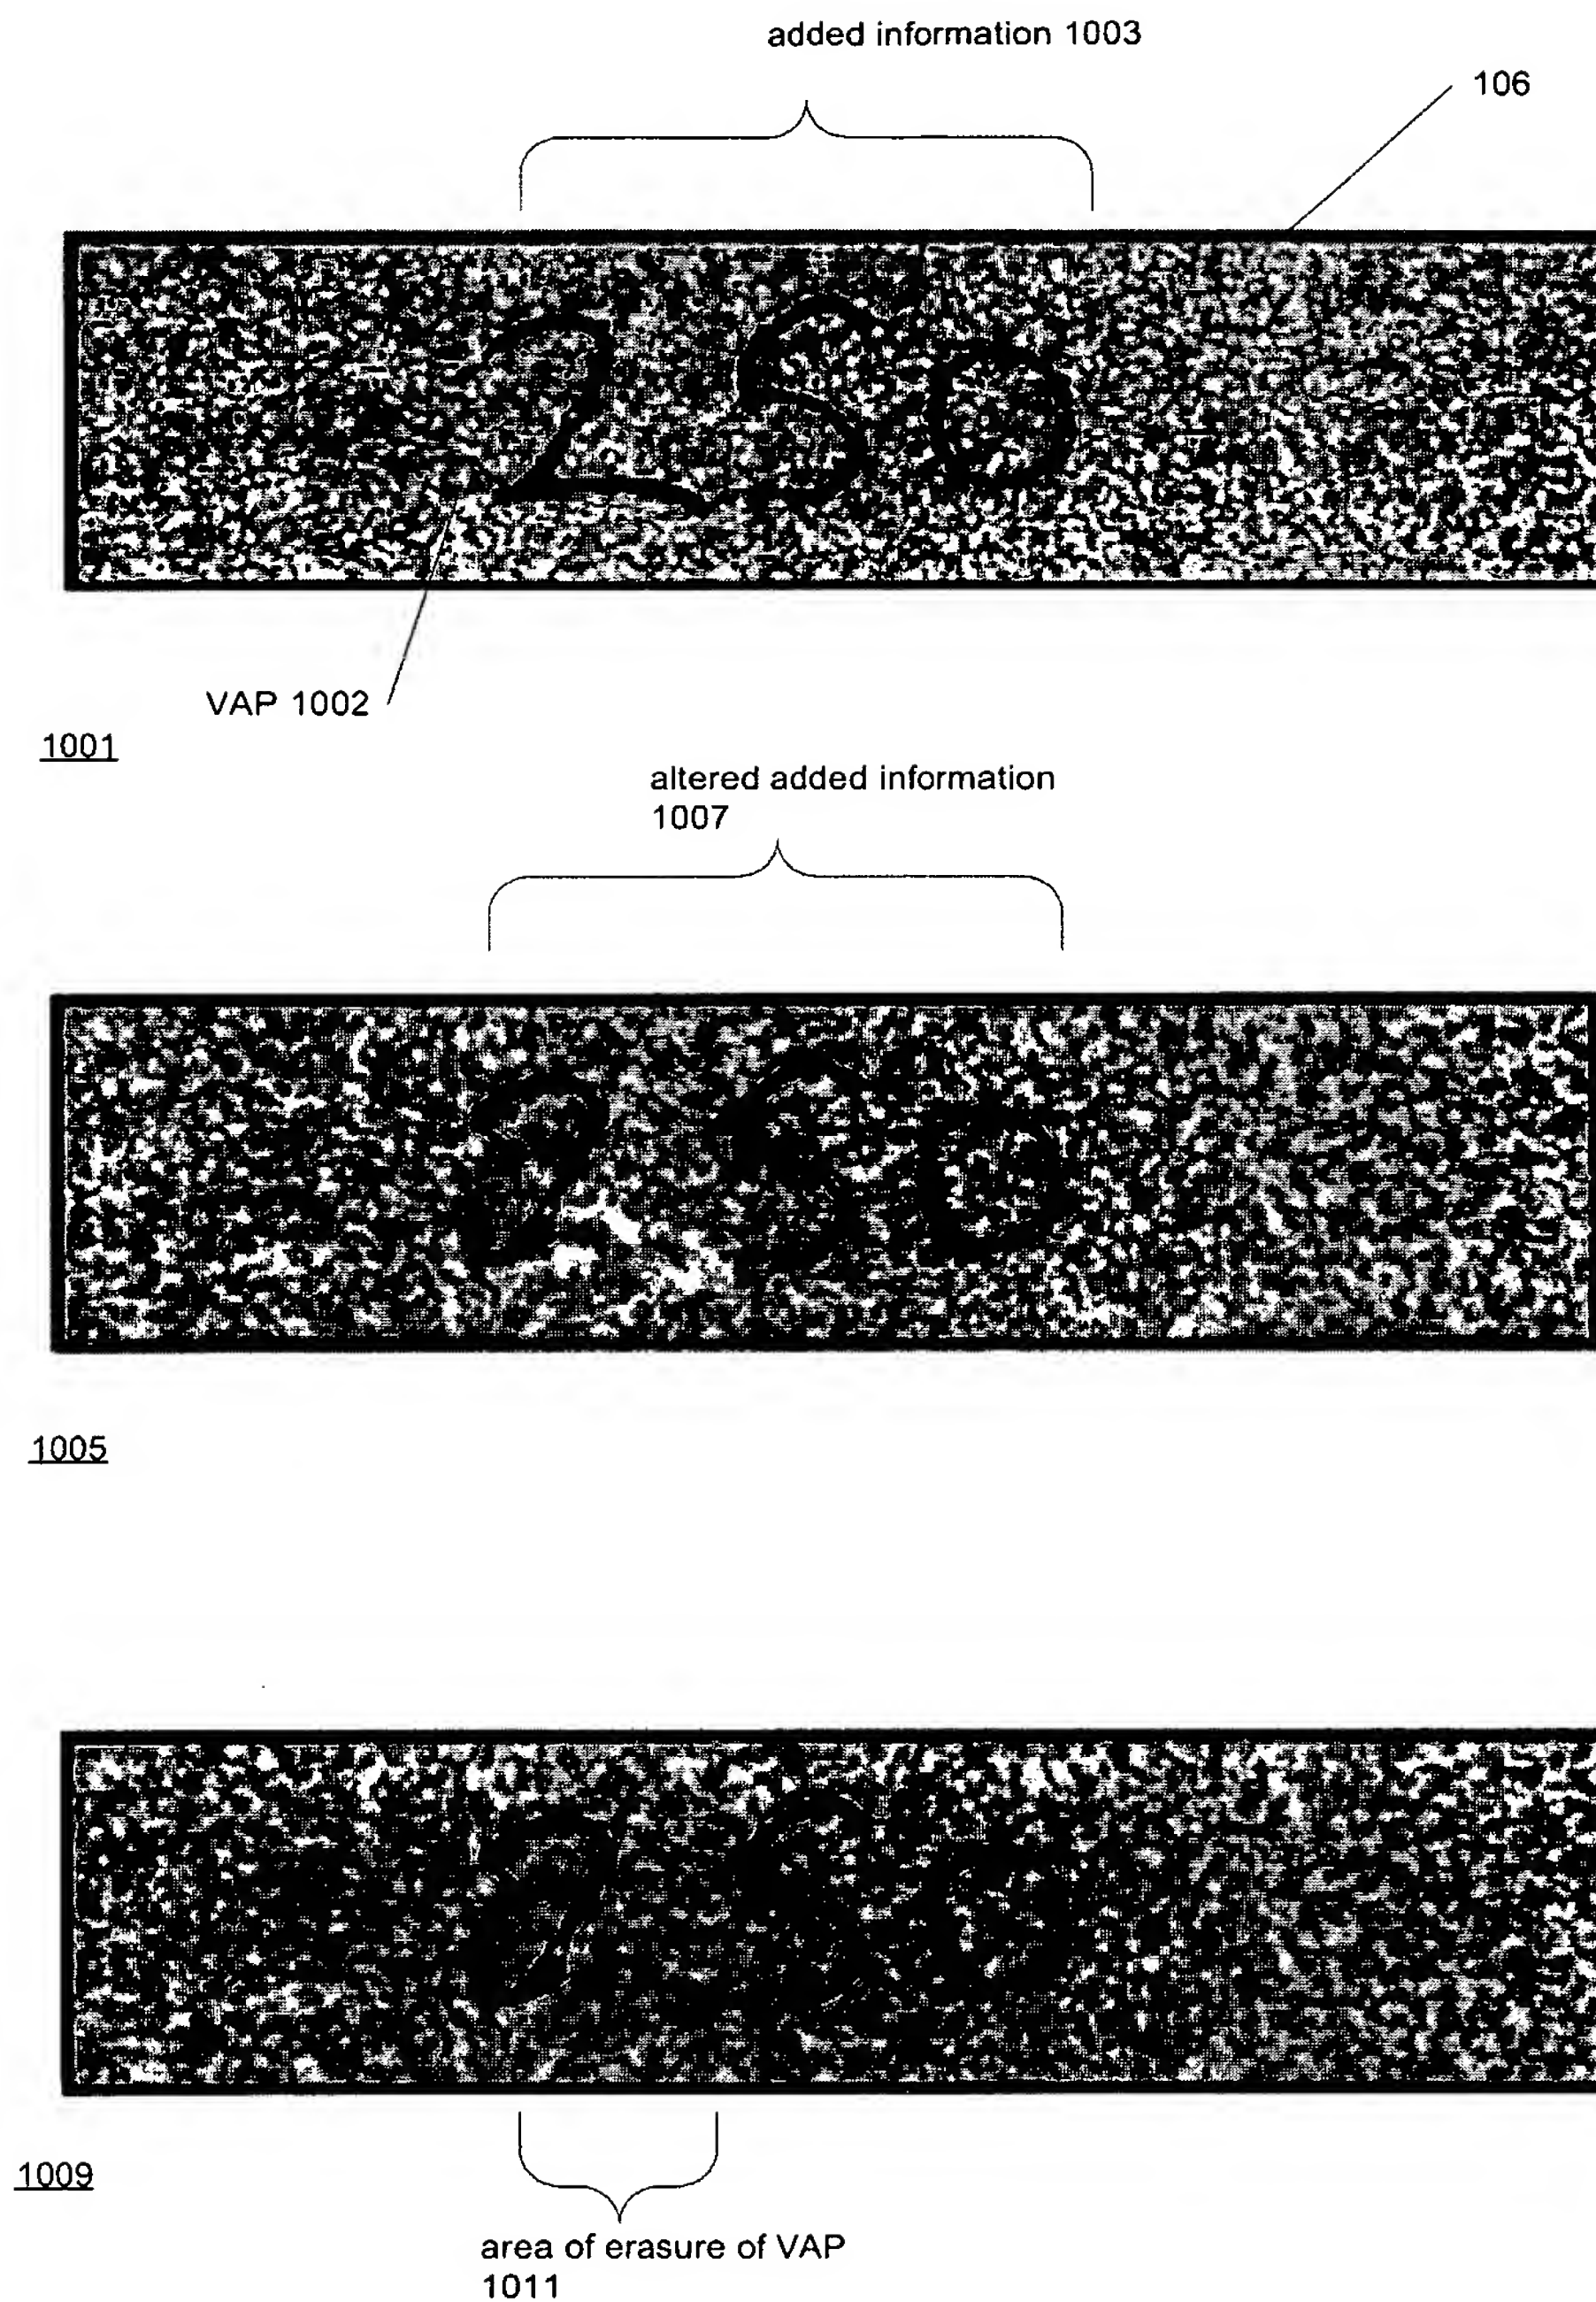 added information 1003
106
250
VAP 1002
1001
altered added information
1007
1005
1009
area of erasure of VAP
1011